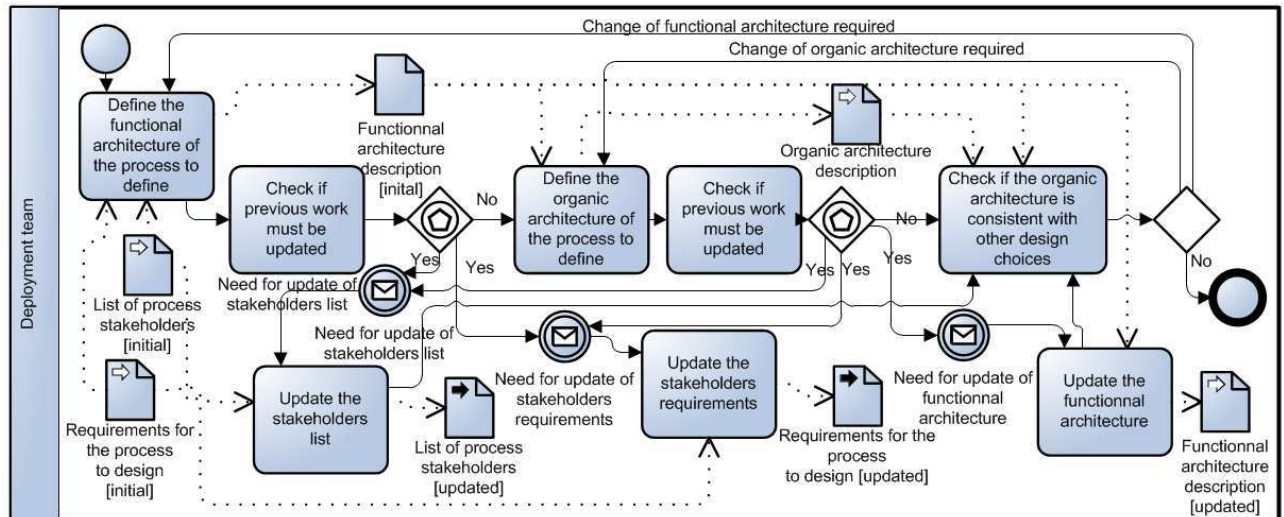 Deployment team
Change of functional architecture required
Change of organic architecture required
Define the
functional
architecture of
the process to
define
Functionnal
architecture
description
[inital]
Organic architecture
description
Check if
previous work
must be
updated
No
Define the
organic
architecture of
the process to
define
Check if
previous work
must be
updated
No
Check if the organic
architecture is
consistent with
other design
choices
No
Yes
Yes
Yes
Yes
Yes
List of process
stakeholders
[initial]
Need for update of
stakeholders list
Need for update of
stakeholders list
Requirements for
the process
to design
[initial]
Update the
stakeholders
list
List of process
stakeholders
[updated]
Need for update of
stakeholders
requirements
Update the
stakeholders
requirements
Requirements for the
process
to design [updated]
Need for update of
functionnal
architecture
Update the
functionnal
architecture
Functionnal
architecture
description
[updated]